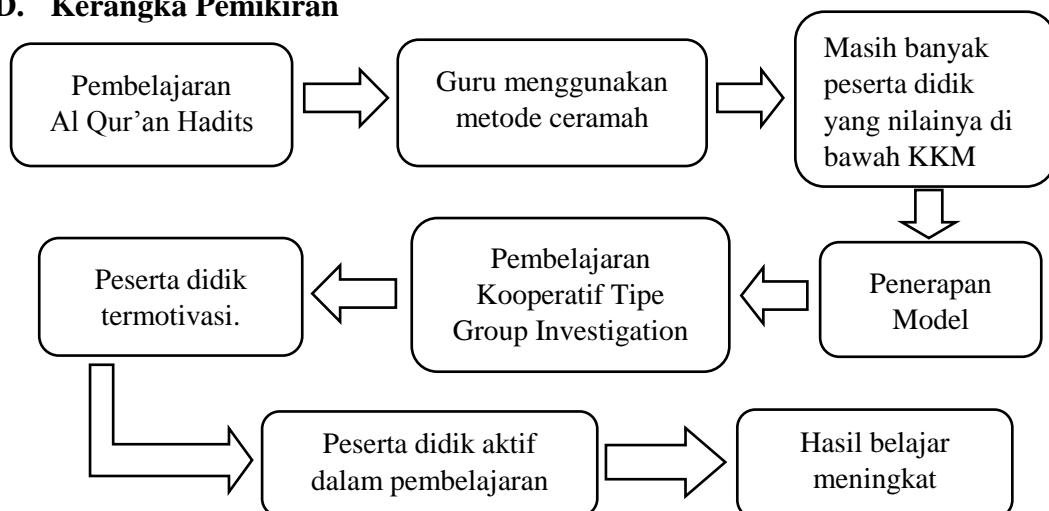 D. Kerangka Pemikiran
Pembelajaran
Al Qur’an Hadits
Guru menggunakan
metode ceramah
Masih banyak
peserta didik
yang nilainya di
bawah KKM
Penerapan
Model
Pembelajaran
Kooperatif Tipe
Group Investigation
Peserta didik
termotivasi.
Peserta didik aktif
dalam pembelajaran
Hasil belajar
meningkat